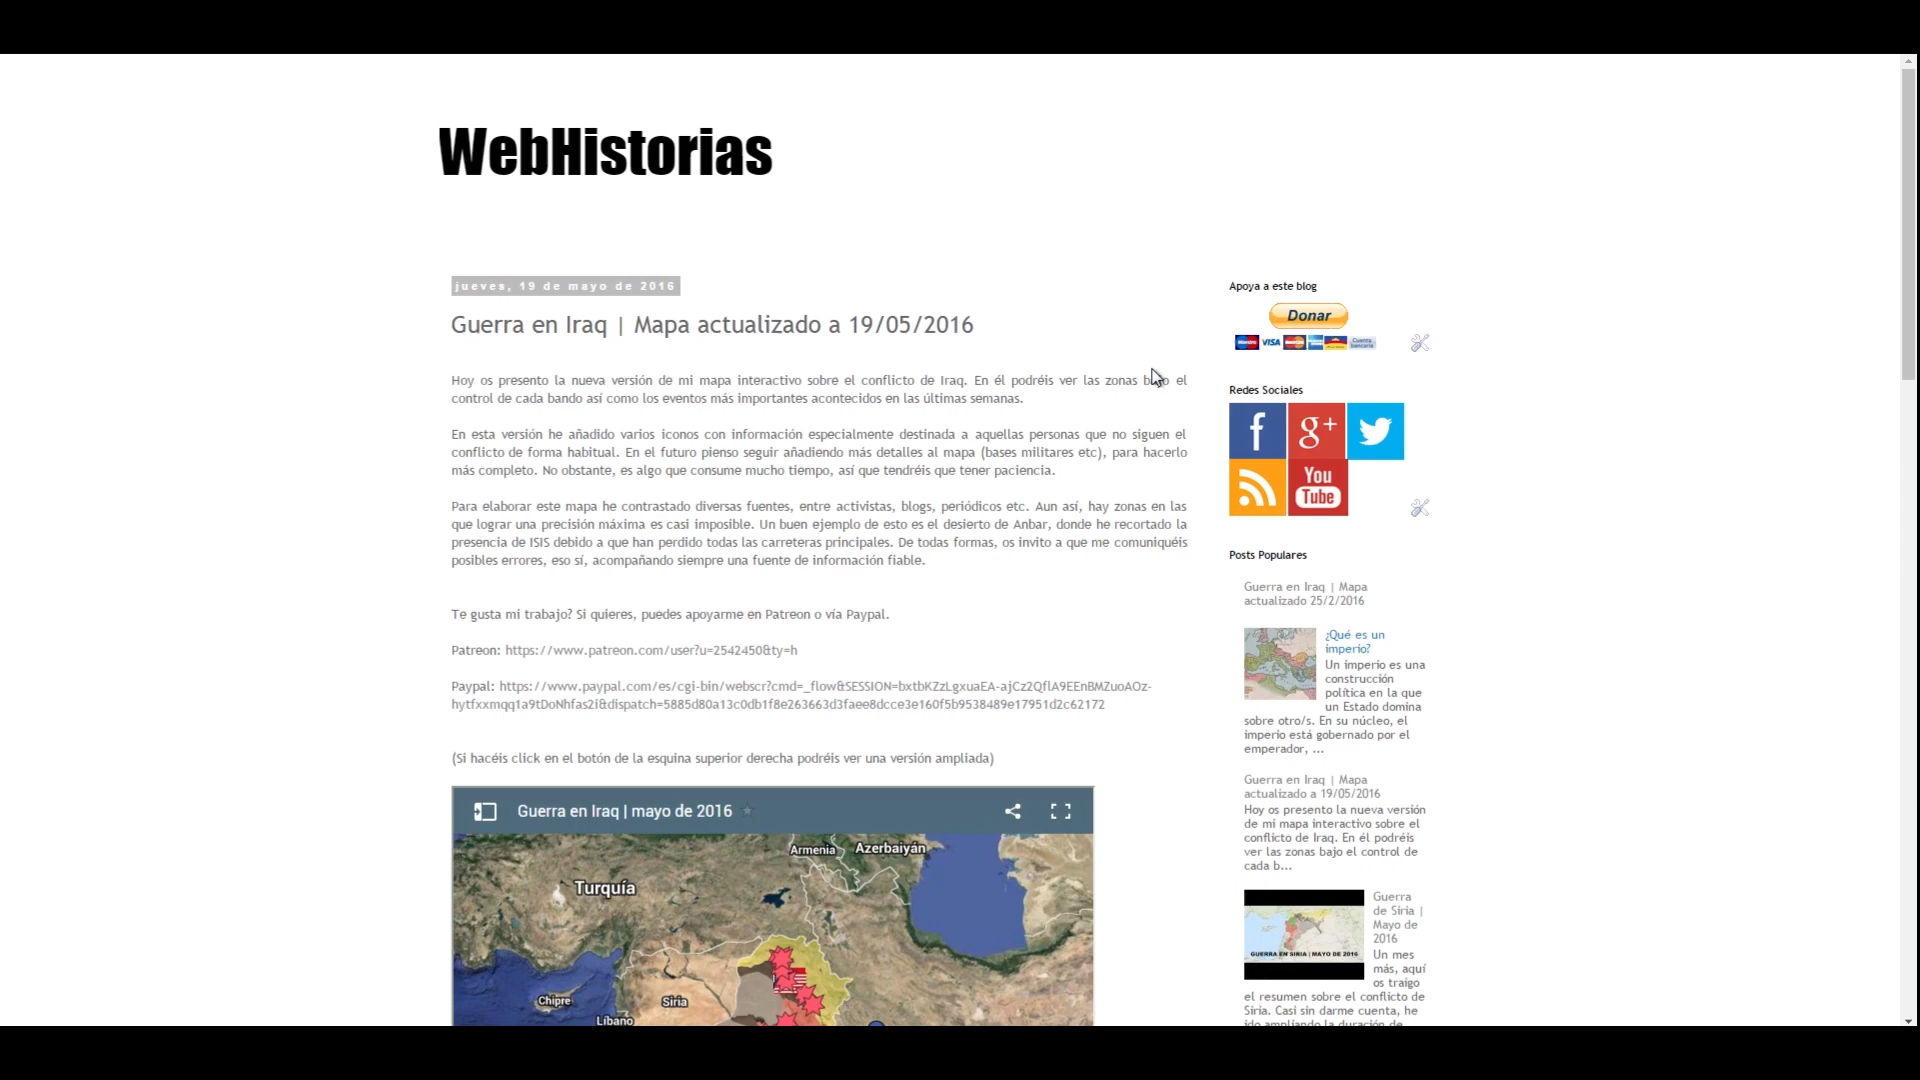 WebHistorias
jueves, 19 de mayo de 2016
Guerra en Iraq | Mapa actualizado a 19/05/2016
Hoy os presento la nueva versión de mi mapa interactivo sobre el conflicto de Iraq. En él podréis ver las zonas bajo el
control de cada bando así como los eventos más importantes acontecidos en las últimas semanas.
En esta versión he añadido varios iconos con información especialmente destinada a aquellas personas que no siguen el
conflicto de forma habitual. En el futuro pienso seguir añadiendo más detalles al mapa (bases militares etc), para hacerlo
más completo. No obstante, es algo que consume mucho tiempo, así que tendréis que tener paciencia.
Para elaborar este mapa he contrastado diversas fuentes, entre activistas, blogs, periódicos etc. Aun así, hay zonas en las
que lograr una precisión máxima es casi imposible. Un buen ejemplo de esto es el desierto de Anbar, donde he recortado la
presencia de ISIS debido a que han perdido todas las carreteras principales. De todas formas, os invito a que me comuniquéis
posibles errores, eso sí, acompañando siempre una fuente de información fiable.
Te gusta mi trabajo? Si quieres, puedes apoyarme en Patreon o vía Paypal.
Patreon: https://www.patreon.com/user?u=2542450&ty=h
Paypal: https://www.paypal.com/es/cgi-bin/webscr?cmd=_flow&SESSION=bxtbKZzLgxuaEA-ajCz2QflA9EEnBMZuoAOz-
hytfxxmqq1a9tDoNhfas2i&dispatch=5885d80a13c0db1f8e263663d3faee8dcce3e160f5b9538489e17951d2c62172
(Si hacéis click en el botón de la esquina superior derecha podréis ver una versión ampliada)
Guerra en Iraq | mayo de 2016
Armenia
Azerbaiyán
Turquía
Chipre
Siria
Líbano
Apoya a este blog
Donar
VISA
Cuenta
bancaria
Redes Sociales
f
g+
You
Tube
Posts Populares
Guerra en Iraq | Mapa
actualizado 25/2/2016
¿Qué es un
imperio?
Un imperio es una
construcción
política en la que
un Estado domina
sobre otro/s. En su núcleo, el
imperio está gobernado por el
emperador, ...
Guerra en Iraq | Mapa
actualizado a 19/05/2016
Hoy os presento la nueva versión
de mi mapa interactivo sobre el
conflicto de Iraq. En él podréis
ver las zonas bajo el control de
cada b...
GUERRA EN SIRIA | MAYO DE 2016
Guerra
de Siria |
Mayo de
2016
Un mes
más, aquí
os traigo
el resumen sobre el conflicto de
Siria. Casi sin darme cuenta, he
ido ampliando la duración de